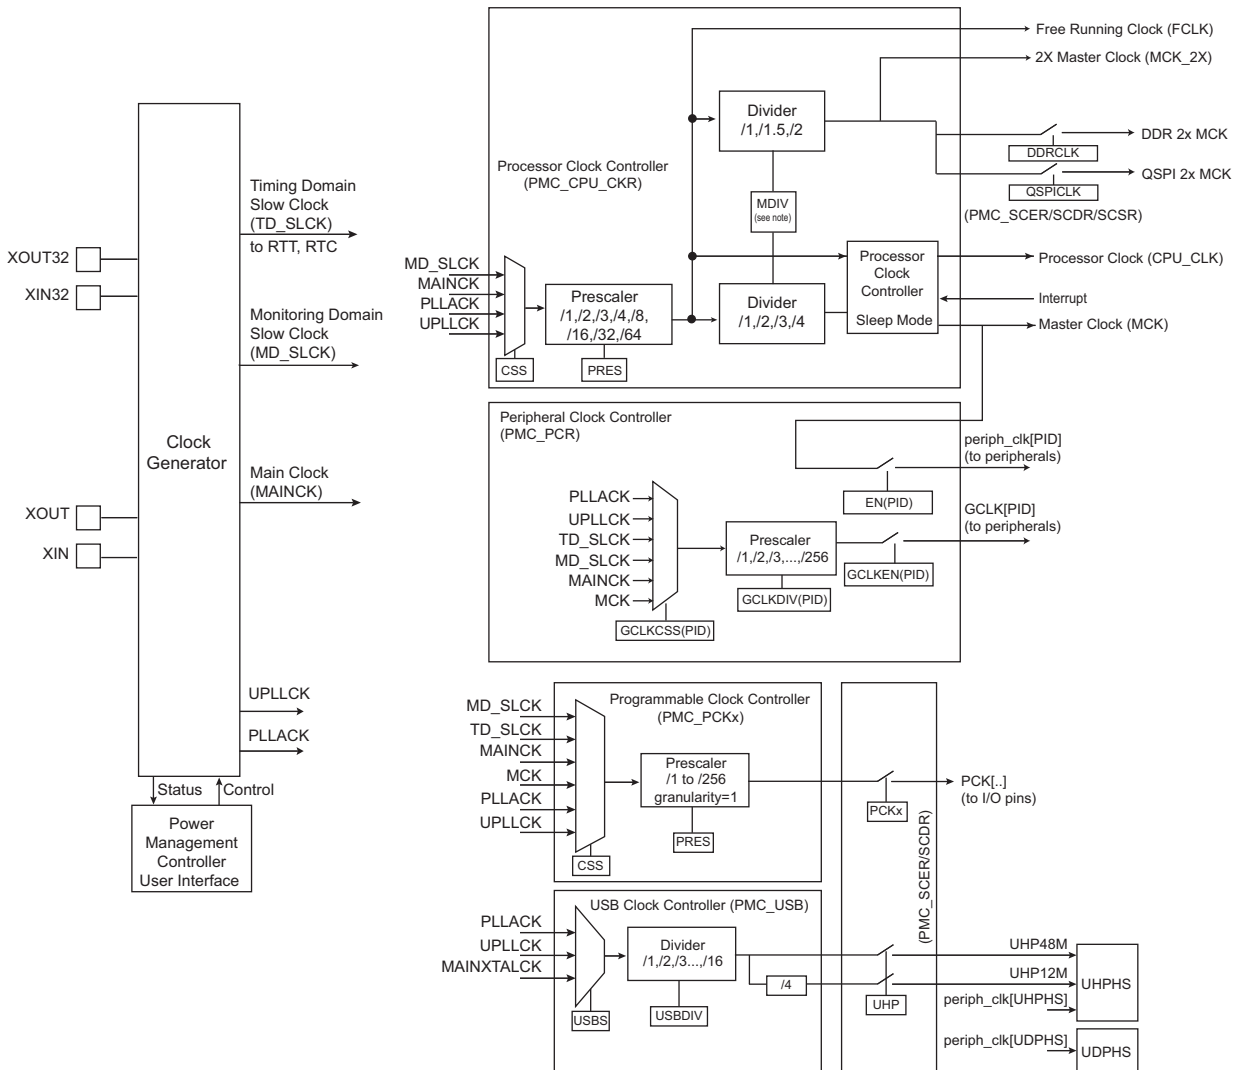 XOUT32
XIN32
XOUT
XIN
Clock
Generator
Timing Domain
Slow Clock
(TD_SLCK)
to RTT, RTC
Monitoring Domain
Slow Clock
(MD_SLCK)
Main Clock
(MAINCK)
UPLLCK
PLLACK
Status
Control
Power
Management
Controller
User Interface
Processor Clock Controller
(PMC_CPU_CKR)
MD_SLCK
MAINCK
PLLACK
UPLLCK
CSS
Prescaler
/1,/2,/3,/4,/8,
/16,/32,/64
PRES
Divider
/1,/1.5,/2
MDIV
(see note)
Divider
/1,/2,/3,/4
Processor
Clock
Controller
Sleep Mode
Free Running Clock (FCLK)
2X Master Clock (MCK_2X)
DDR 2x MCK
DDRCLK
QSPI 2x MCK
QSPICLK
(PMC_SCER/SCDR/SCSR)
Processor Clock (CPU_CLK)
Interrupt
Master Clock (MCK)
Peripheral Clock Controller
(PMC_PCR)
PLLACK
UPLLCK
TD_SLCK
MD_SLCK
MAINCK
MCK
GCLKCSS(PID)
Prescaler
/1,/2,/3,...,/256
GCLKDIV(PID)
EN(PID)
GCLKEN(PID)
periph_clk[PID]
(to peripherals)
GCLK[PID]
(to peripherals)
Programmable Clock Controller
(PMC_PCKx)
MD_SLCK
TD_SLCK
MAINCK
MCK
PLLACK
UPLLCK
CSS
Prescaler
/1 to /256
granularity=1
PRES
PCKx
PCK[..]
(to I/O pins)
(PMC_SCER/SCDR)
USB Clock Controller (PMC_USB)
PLLACK
UPLLCK
MAINXTALCK
USBS
Divider
/1,/2,/3...,/16
USBDIV
/4
UHP
UHP48M
UHP12M
periph_clk[UHPHS]
UHPHS
periph_clk[UDPHS]
UDPHS